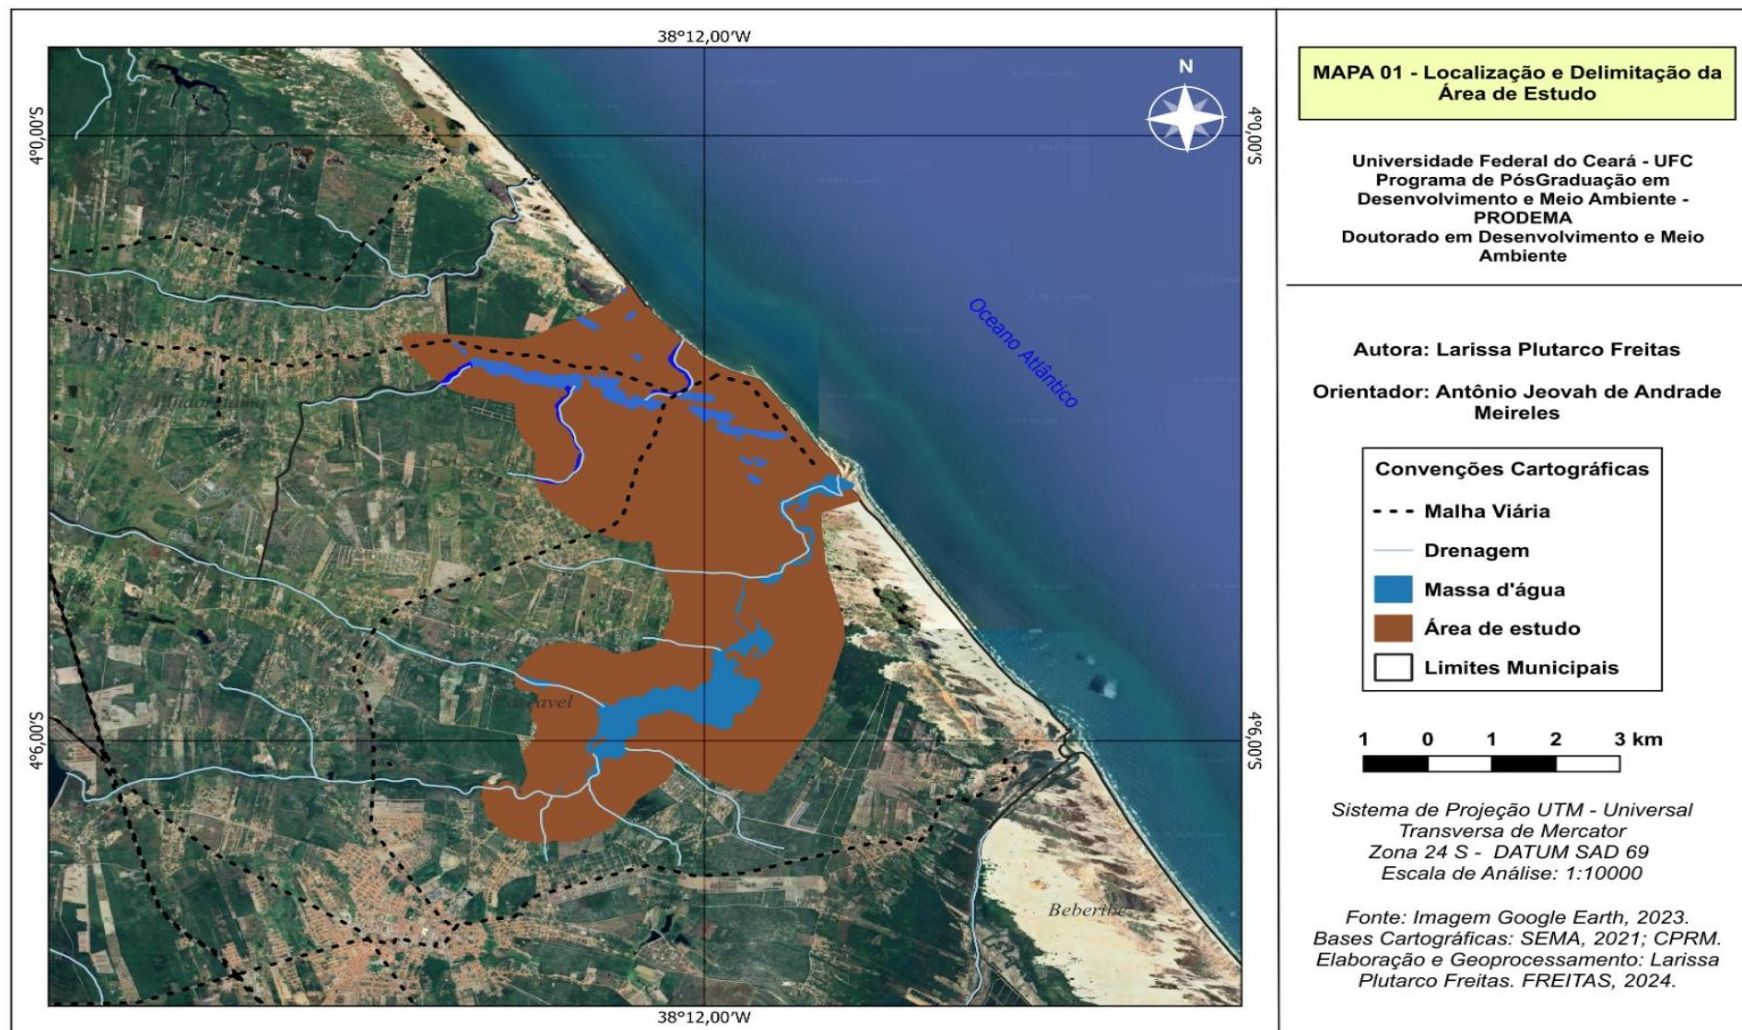 38°12,00'W
N
4°0,00'S
4°0,00'S
Oceano Atlântico
Cascavel
4°6,00'S
4°6,00'S
Beberibe
38°12,00'W
MAPA 01 - Localização e Delimitação da
Área de Estudo
Universidade Federal do Ceará - UFC
Programa de PósGraduação em
Desenvolvimento e Meio Ambiente -
PRODEMA
Doutorado em Desenvolvimento e Meio
Ambiente
Autora: Larissa Plutarco Freitas
Orientador: Antônio Jeovah de Andrade
Meireles
Convenções Cartográficas
Malha Viária
Drenagem
Massa d'água
Área de estudo
Limites Municipais
1 0 1 2 3 km
Sistema de Projeção UTM - Universal
Transversa de Mercator
Zona 24 S - DATUM SAD 69
Escala de Análise: 1:10000
Fonte: Imagem Google Earth, 2023.
Bases Cartográficas: SEMA, 2021; CPRM.
Elaboração e Geoprocessamento: Larissa
Plutarco Freitas. FREITAS, 2024.